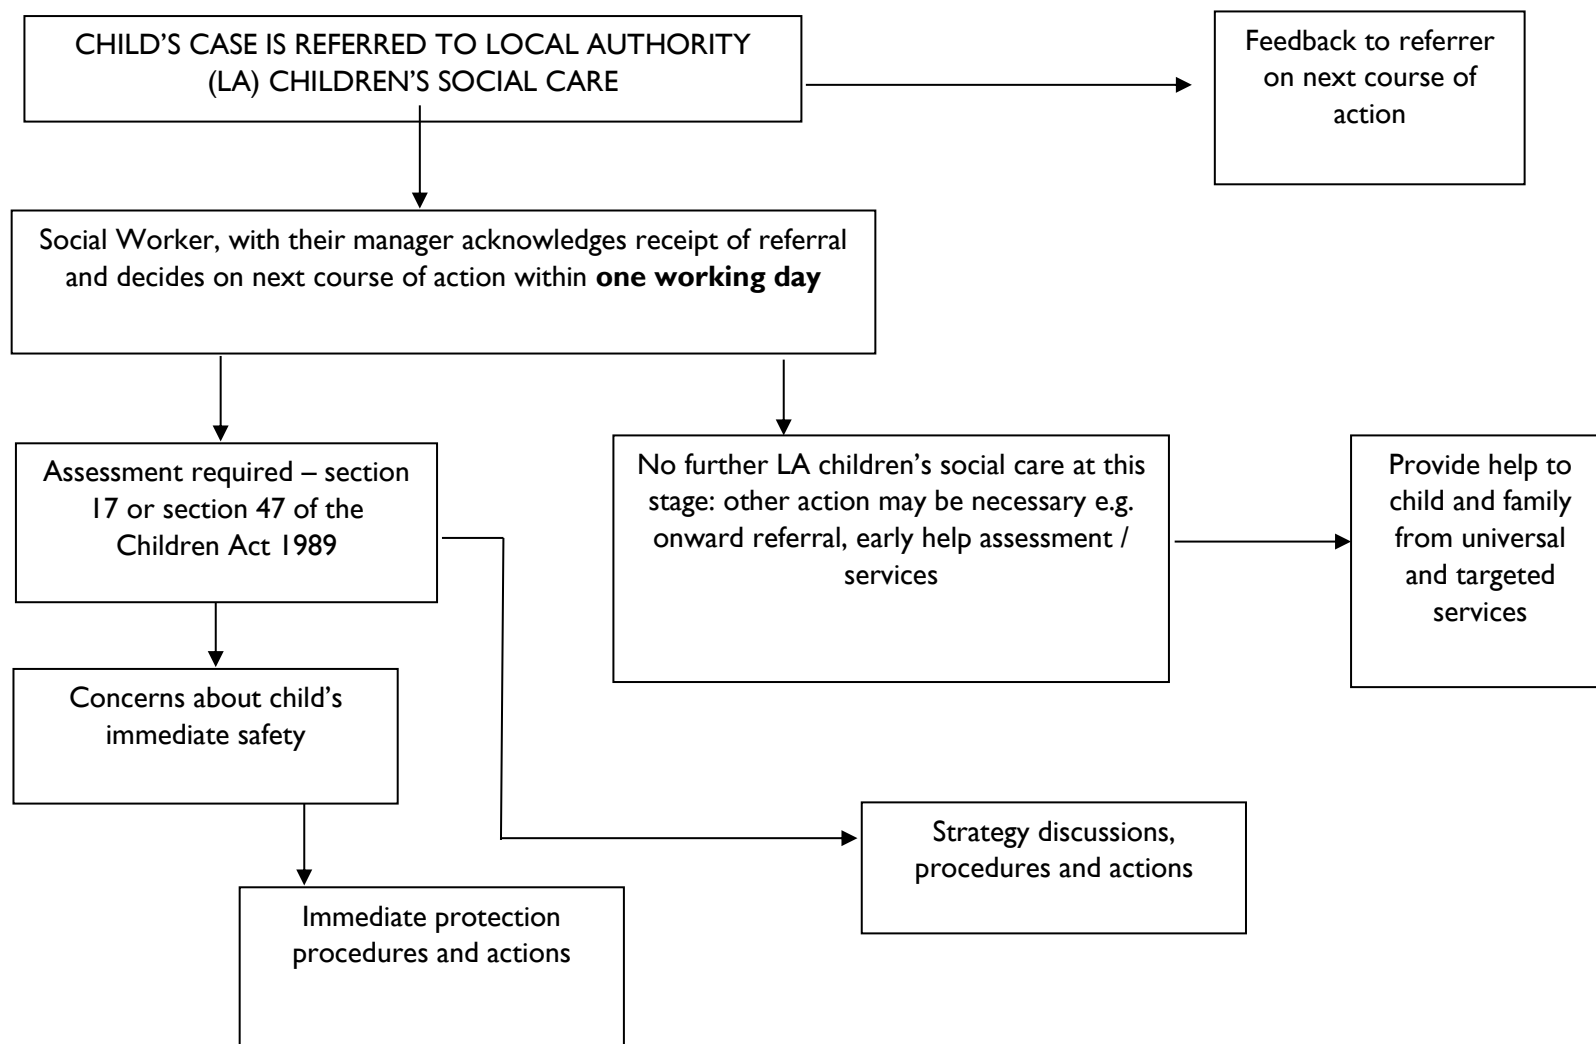 CHILD’S CASE IS REFERRED TO LOCAL AUTHORITY
(LA) CHILDREN’S SOCIAL CARE
Feedback to referrer
on next course of
action
Social Worker, with their manager acknowledges receipt of referral
and decides on next course of action within one working day
Assessment required – section
17 or section 47 of the
Children Act 1989
No further LA children’s social care at this
stage: other action may be necessary e.g.
onward referral, early help assessment /
services
Provide help to
child and family
from universal
and targeted
services
Concerns about child’s
immediate safety
Strategy discussions,
procedures and actions
Immediate protection
procedures and actions